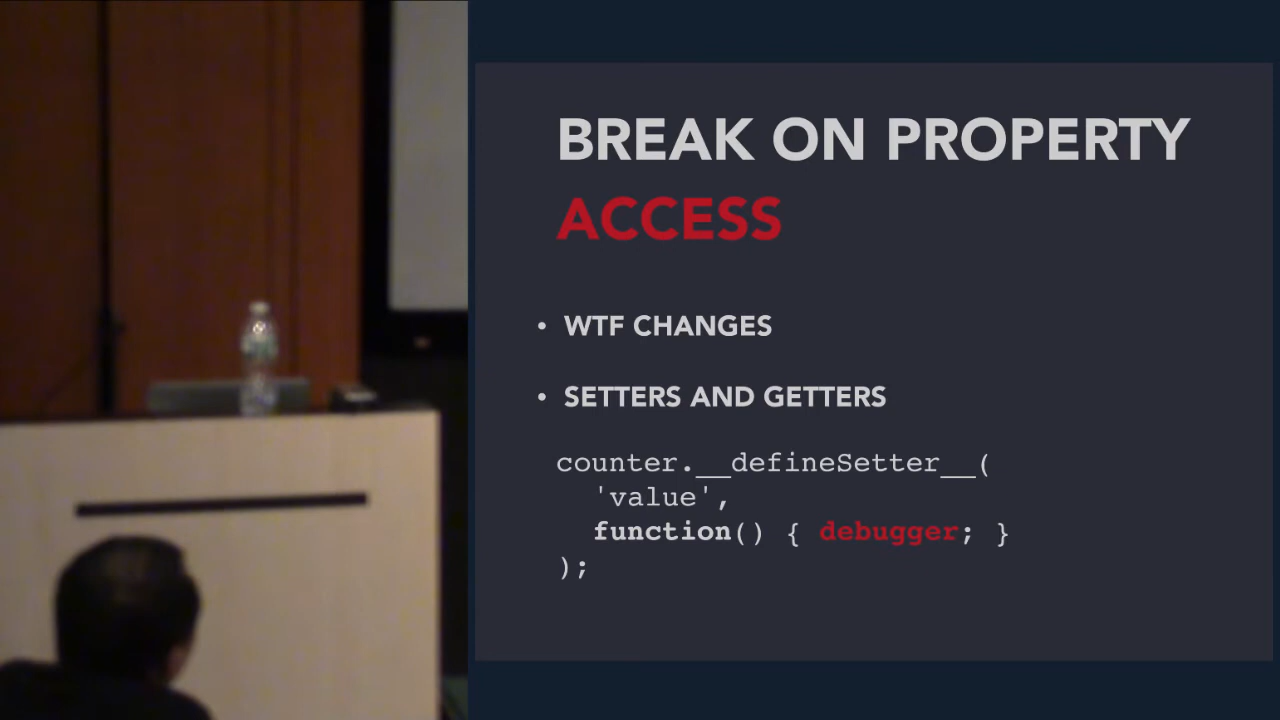 BREAK ON PROPERTY
ACCESS
• WTF CHANGES
• SETTERS AND GETTERS
counter.__defineSetter__(
'value',
function() { debugger; }
);